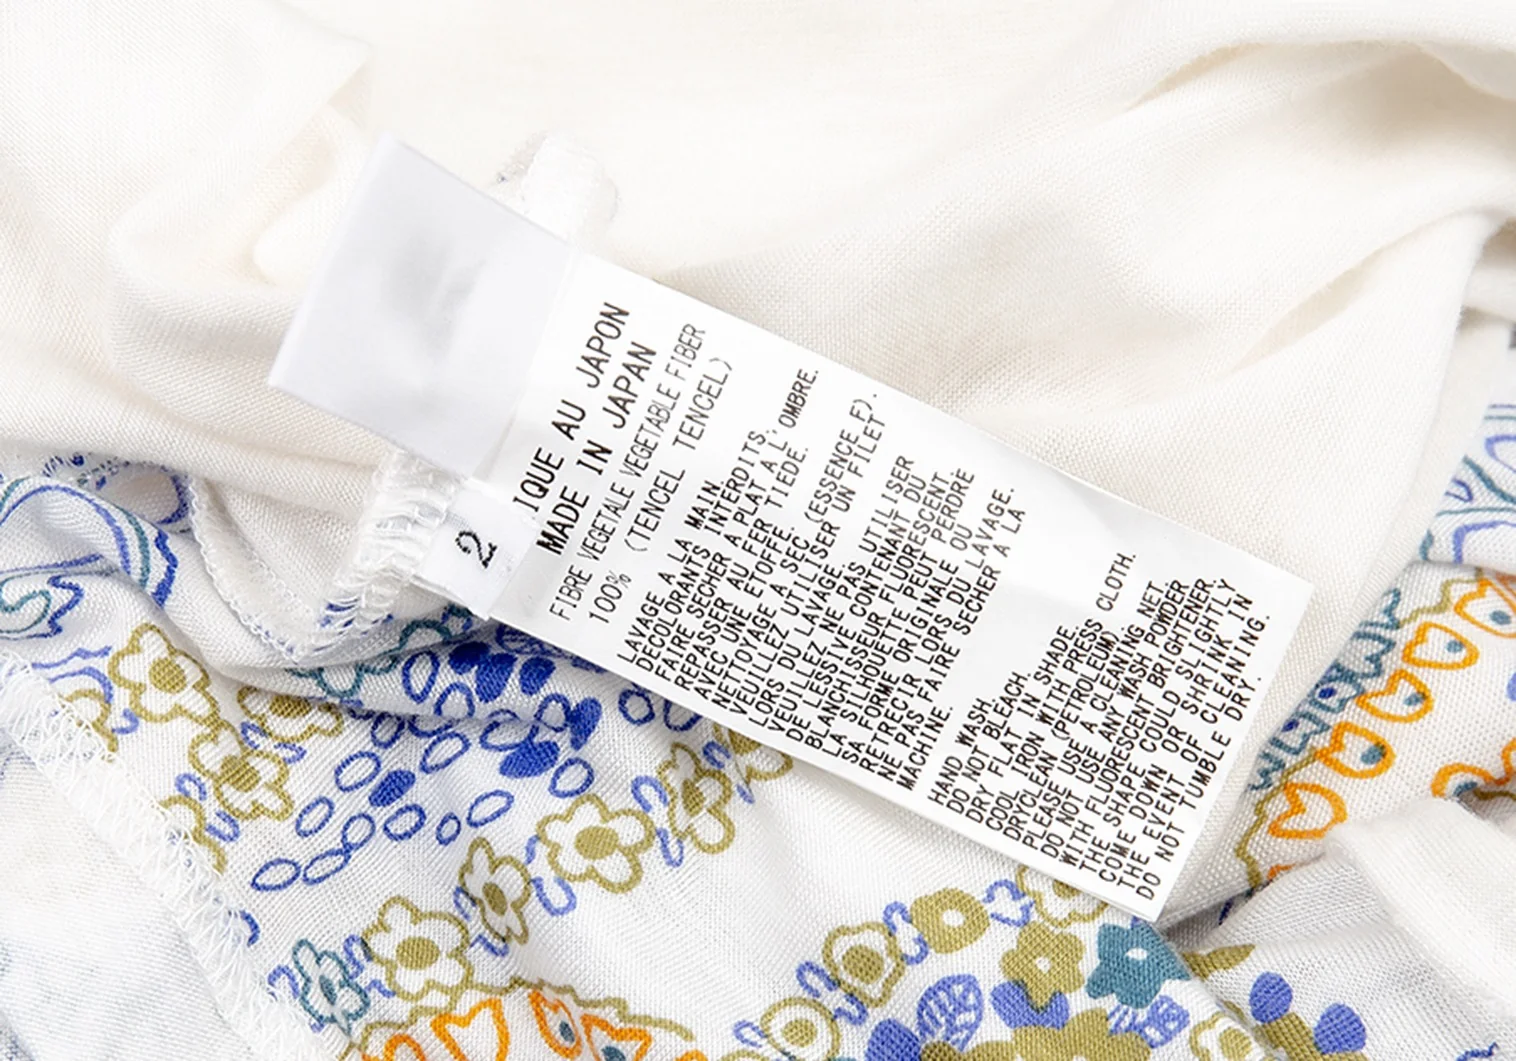 IQUE AU JAPON
MADE IN JAPAN
FIBRE VEGETALE VEGETABLE FIBER
100% (TENCEL TENCEL)
LAVAGE A LA MAIN.
DECOLORANTS INTERDITS.
FAIRE SECHER A PLAT A L'OMBRE.
REPASSER AU FER TIEDE.
AVEC UNE ETOFFE.
NETTOYAGE A SEC. (ESSENCE F).
VEUILLEZ UTILISER UN FILET
LORS DU LAVAGE.
VEUILLEZ NE PAS UTILISER
DE LESSIVE CONTENANT DU
BLANCHISSEUR FLUORESCENT.
LA SILHOUETTE PEUT PERDRE
SA FORME ORIGINALE OU
RETRECIR LORS DU LAVAGE.
NE PAS FAIRE SECHER A LA
MACHINE.
HAND WASH.
DO NOT BLEACH.
DRY FLAT IN SHADE.
COOL IRON WITH PRESS CLOTH.
DRYCLEAN (PETROLEUM)
PLEASE USE A CLEANING NET.
DO NOT USE ANY WASH POWDER
WITH FLUORESCENT BRIGHTENER.
THE SHAPE COULD SLIGHTLY
COME DOWN OR SHRINK IN
THE EVENT OF CLEANING.
DO NOT TUMBLE DRY.
2